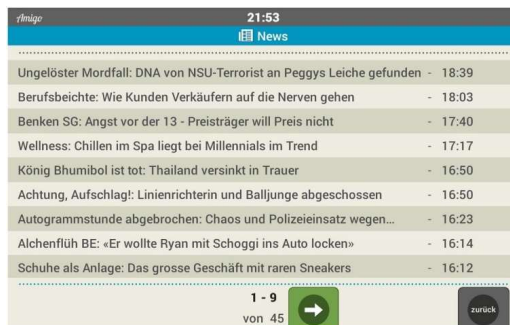 Amigo 21:53
News
Ungelöster Mordfall: DNA von NSU-Terrorist an Peggys Leiche gefunden - 18:39
Berufsbeichte: Wie Kunden Verkäufern auf die Nerven gehen - 18:03
Benken SG: Angst vor der 13 - Preisträger will Preis nicht - 17:40
Wellness: Chillen im Spa liegt bei Millennials im Trend - 17:17
König Bhumibol ist tot: Thailand versinkt in Trauer - 16:50
Achtung, Aufschlag!: Linienrichterin und Balljunge abgeschossen - 16:50
Autogrammstunde abgebrochen: Chaos und Polizeieinsatz wegen... - 16:23
Alchenflüh BE: «Er wollte Ryan mit Schoggi ins Auto locken» - 16:14
Schuhe als Anlage: Das grosse Geschäft mit raren Sneakers - 16:12
1 - 9
von 45
zurück